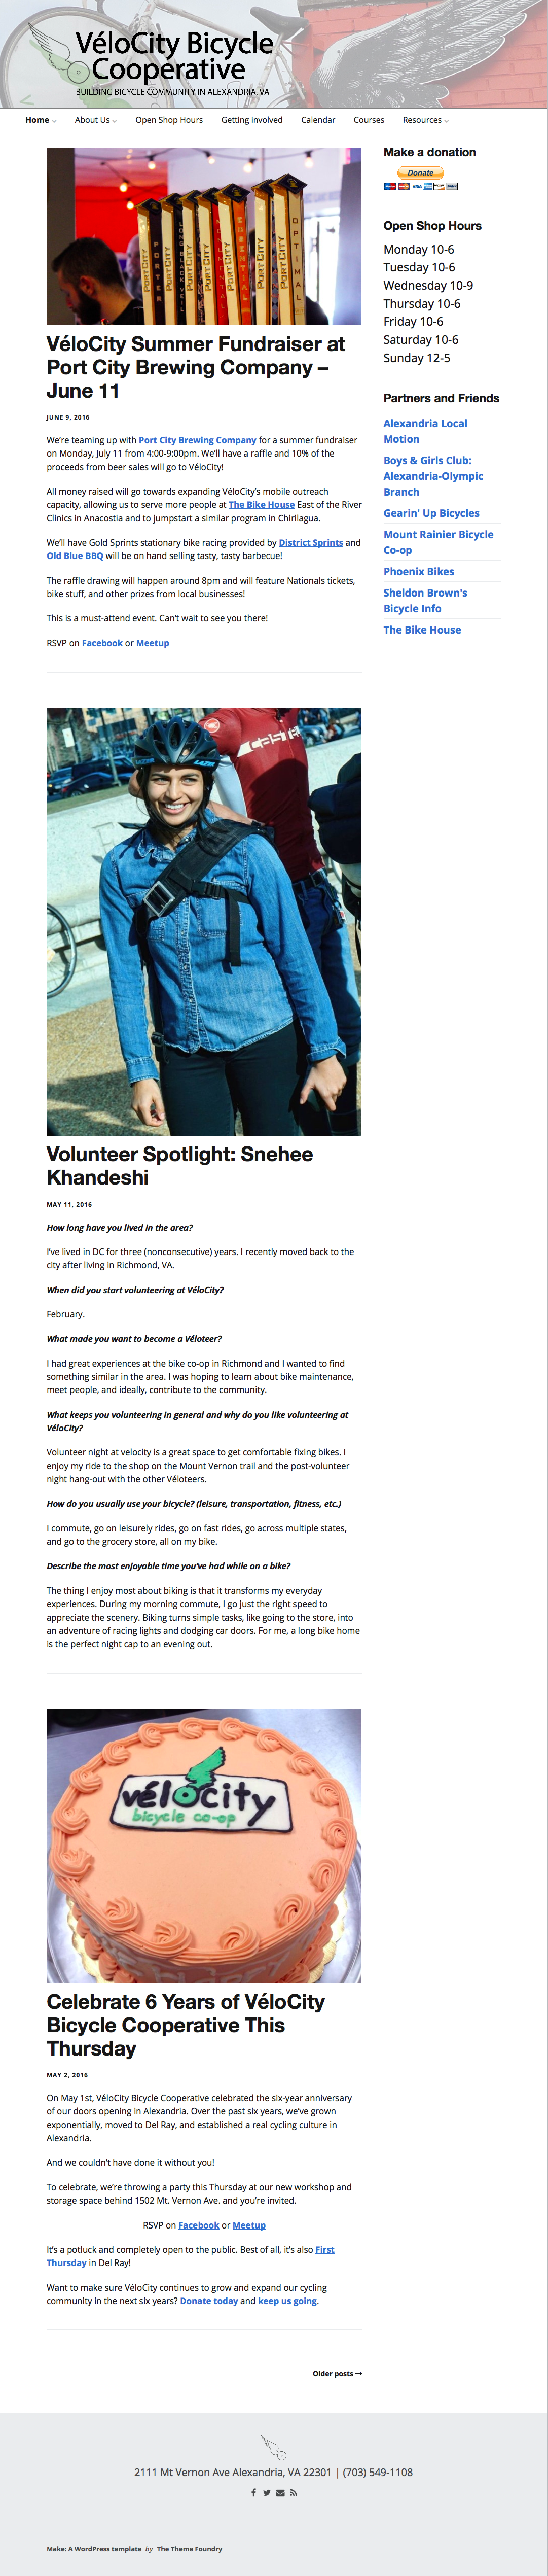 VéloCity Bicycle
Cooperative
BUILDING BICYCLE COMMUNITY IN ALEXANDRIA, VA
Home
About Us
Open Shop Hours
Getting involved
Calendar
Courses
Resources
PORT CITY
PORTER
PORT CITY
PORT CITY
ESSENTIAL
PORT CITY
PORT CITY
OPTIMAL
VéloCity Summer Fundraiser at
Port City Brewing Company –
June 11
JUNE 9, 2016
We're teaming up with Port City Brewing Company for a summer fundraiser
on Monday, July 11 from 4:00-9:00pm. We'll have a raffle and 10% of the
proceeds from beer sales will go to VéloCity!
All money raised will go towards expanding VéloCity's mobile outreach
capacity, allowing us to serve more people at The Bike House East of the River
Clinics in Anacostia and to jumpstart a similar program in Chirilagua.
We'll have Gold Sprints stationary bike racing provided by District Sprints and
Old Blue BBQ will be on hand selling tasty, tasty barbecue!
The raffle drawing will happen around 8pm and will feature Nationals tickets,
bike stuff, and other prizes from local businesses!
This is a must-attend event. Can't wait to see you there!
RSVP on Facebook or Meetup
LAZER
CASTE
Volunteer Spotlight: Snehee
Khandeshi
MAY 11, 2016
How long have you lived in the area?
I've lived in DC for three (nonconsecutive) years. I recently moved back to the
city after living in Richmond, VA.
When did you start volunteering at VéloCity?
February.
What made you want to become a Véloteer?
I had great experiences at the bike co-op in Richmond and I wanted to find
something similar in the area. I was hoping to learn about bike maintenance,
meet people, and ideally, contribute to the community.
What keeps you volunteering in general and why do you like volunteering at
VéloCity?
Volunteer night at velocity is a great space to get comfortable fixing bikes. I
enjoy my ride to the shop on the Mount Vernon trail and the post-volunteer
night hang-out with the other Véloteers.
How do you usually use your bicycle? (leisure, transportation, fitness, etc.)
I commute, go on leisurely rides, go on fast rides, go across multiple states,
and go to the grocery store, all on my bike.
Describe the most enjoyable time you've had while on a bike?
The thing I enjoy most about biking is that it transforms my everyday
experiences. During my morning commute, I go just the right speed to
appreciate the scenery. Biking turns simple tasks, like going to the store, into
an adventure of racing lights and dodging car doors. For me, a long bike home
is the perfect night cap to an evening out.
vélocity
bicycle co-op
Celebrate 6 Years of VéloCity
Bicycle Cooperative This
Thursday
MAY 2, 2016
On May 1st, VéloCity Bicycle Cooperative celebrated the six-year anniversary
of our doors opening in Alexandria. Over the past six years, we've grown
exponentially, moved to Del Ray, and established a real cycling culture in
Alexandria.
And we couldn't have done it without you!
To celebrate, we're throwing a party this Thursday at our new workshop and
storage space behind 1502 Mt. Vernon Ave. and you're invited.
RSVP on Facebook or Meetup
It's a potluck and completely open to the public. Best of all, it's also First
Thursday in Del Ray!
Want to make sure VéloCity continues to grow and expand our cycling
community in the next six years? Donate today and keep us going.
Older posts
Make a donation
Donate
VISA
Open Shop Hours
Monday 10-6
Tuesday 10-6
Wednesday 10-9
Thursday 10-6
Friday 10-6
Saturday 10-6
Sunday 12-5
Partners and Friends
Alexandria Local
Motion
Boys & Girls Club:
Alexandria-Olympic
Branch
Gearin' Up Bicycles
Mount Rainier Bicycle
Co-op
Phoenix Bikes
Sheldon Brown's
Bicycle Info
The Bike House
2111 Mt Vernon Ave Alexandria, VA 22301 | (703) 549-1108
Make: A WordPress template by The Theme Foundry